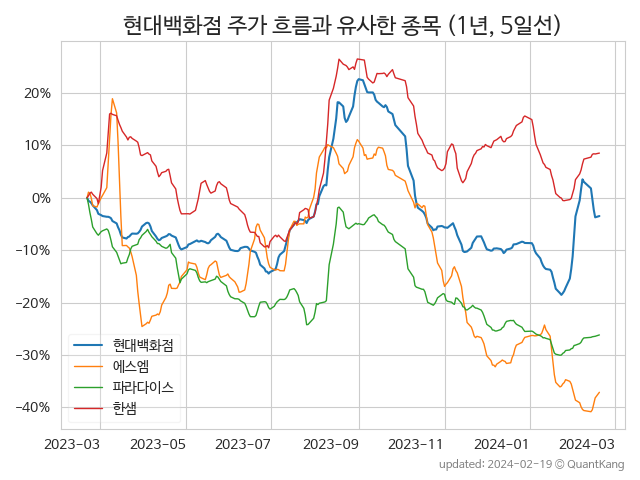 현대백화점 주가 흐름과 유사한 종목 (1년, 5일선)
20%
10%
0%
−10%
−20%
−30%
−40%
현대백화점
에스엠
파라다이스
한샘
2023-03 2023-05 2023-07 2023-09 2023-11 2024-01 2024-03
updated: 2024-02-19 ⓒ QuantKang